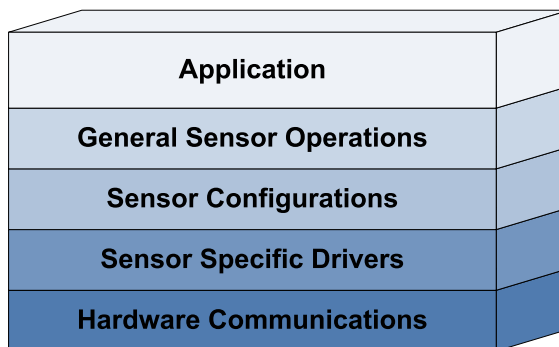 Application
General Sensor Operations
Sensor Configurations
Sensor Specific Drivers
Hardware Communications